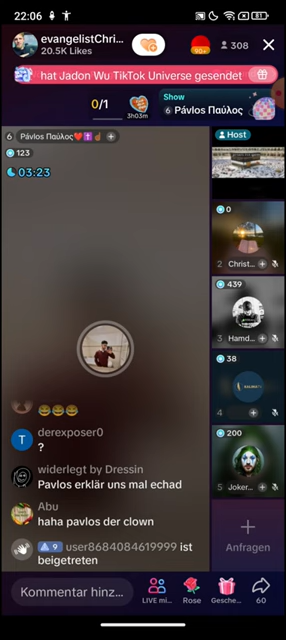 22:06
51
evangelistChri...
20.5K Likes
90+
308
hat Jadon Wu TikTok Universe gesendet
0/1
3h03m
Show
6 Pávlos Παύλος
6 Pávlos Παύλος
123
03:23
Host
0
2 Christ...
439
3 Hamd...
38
4
200
5 Joker...
Anfragen
derexposer0
?
widerlegt by Dressin
Pavlos erklär uns mal echad
Abu
haha pavlos der clown
9 user8684084619999 ist
beigetreten
Kommentar hinz...
LIVE mi...
Rose
Gesche...
60